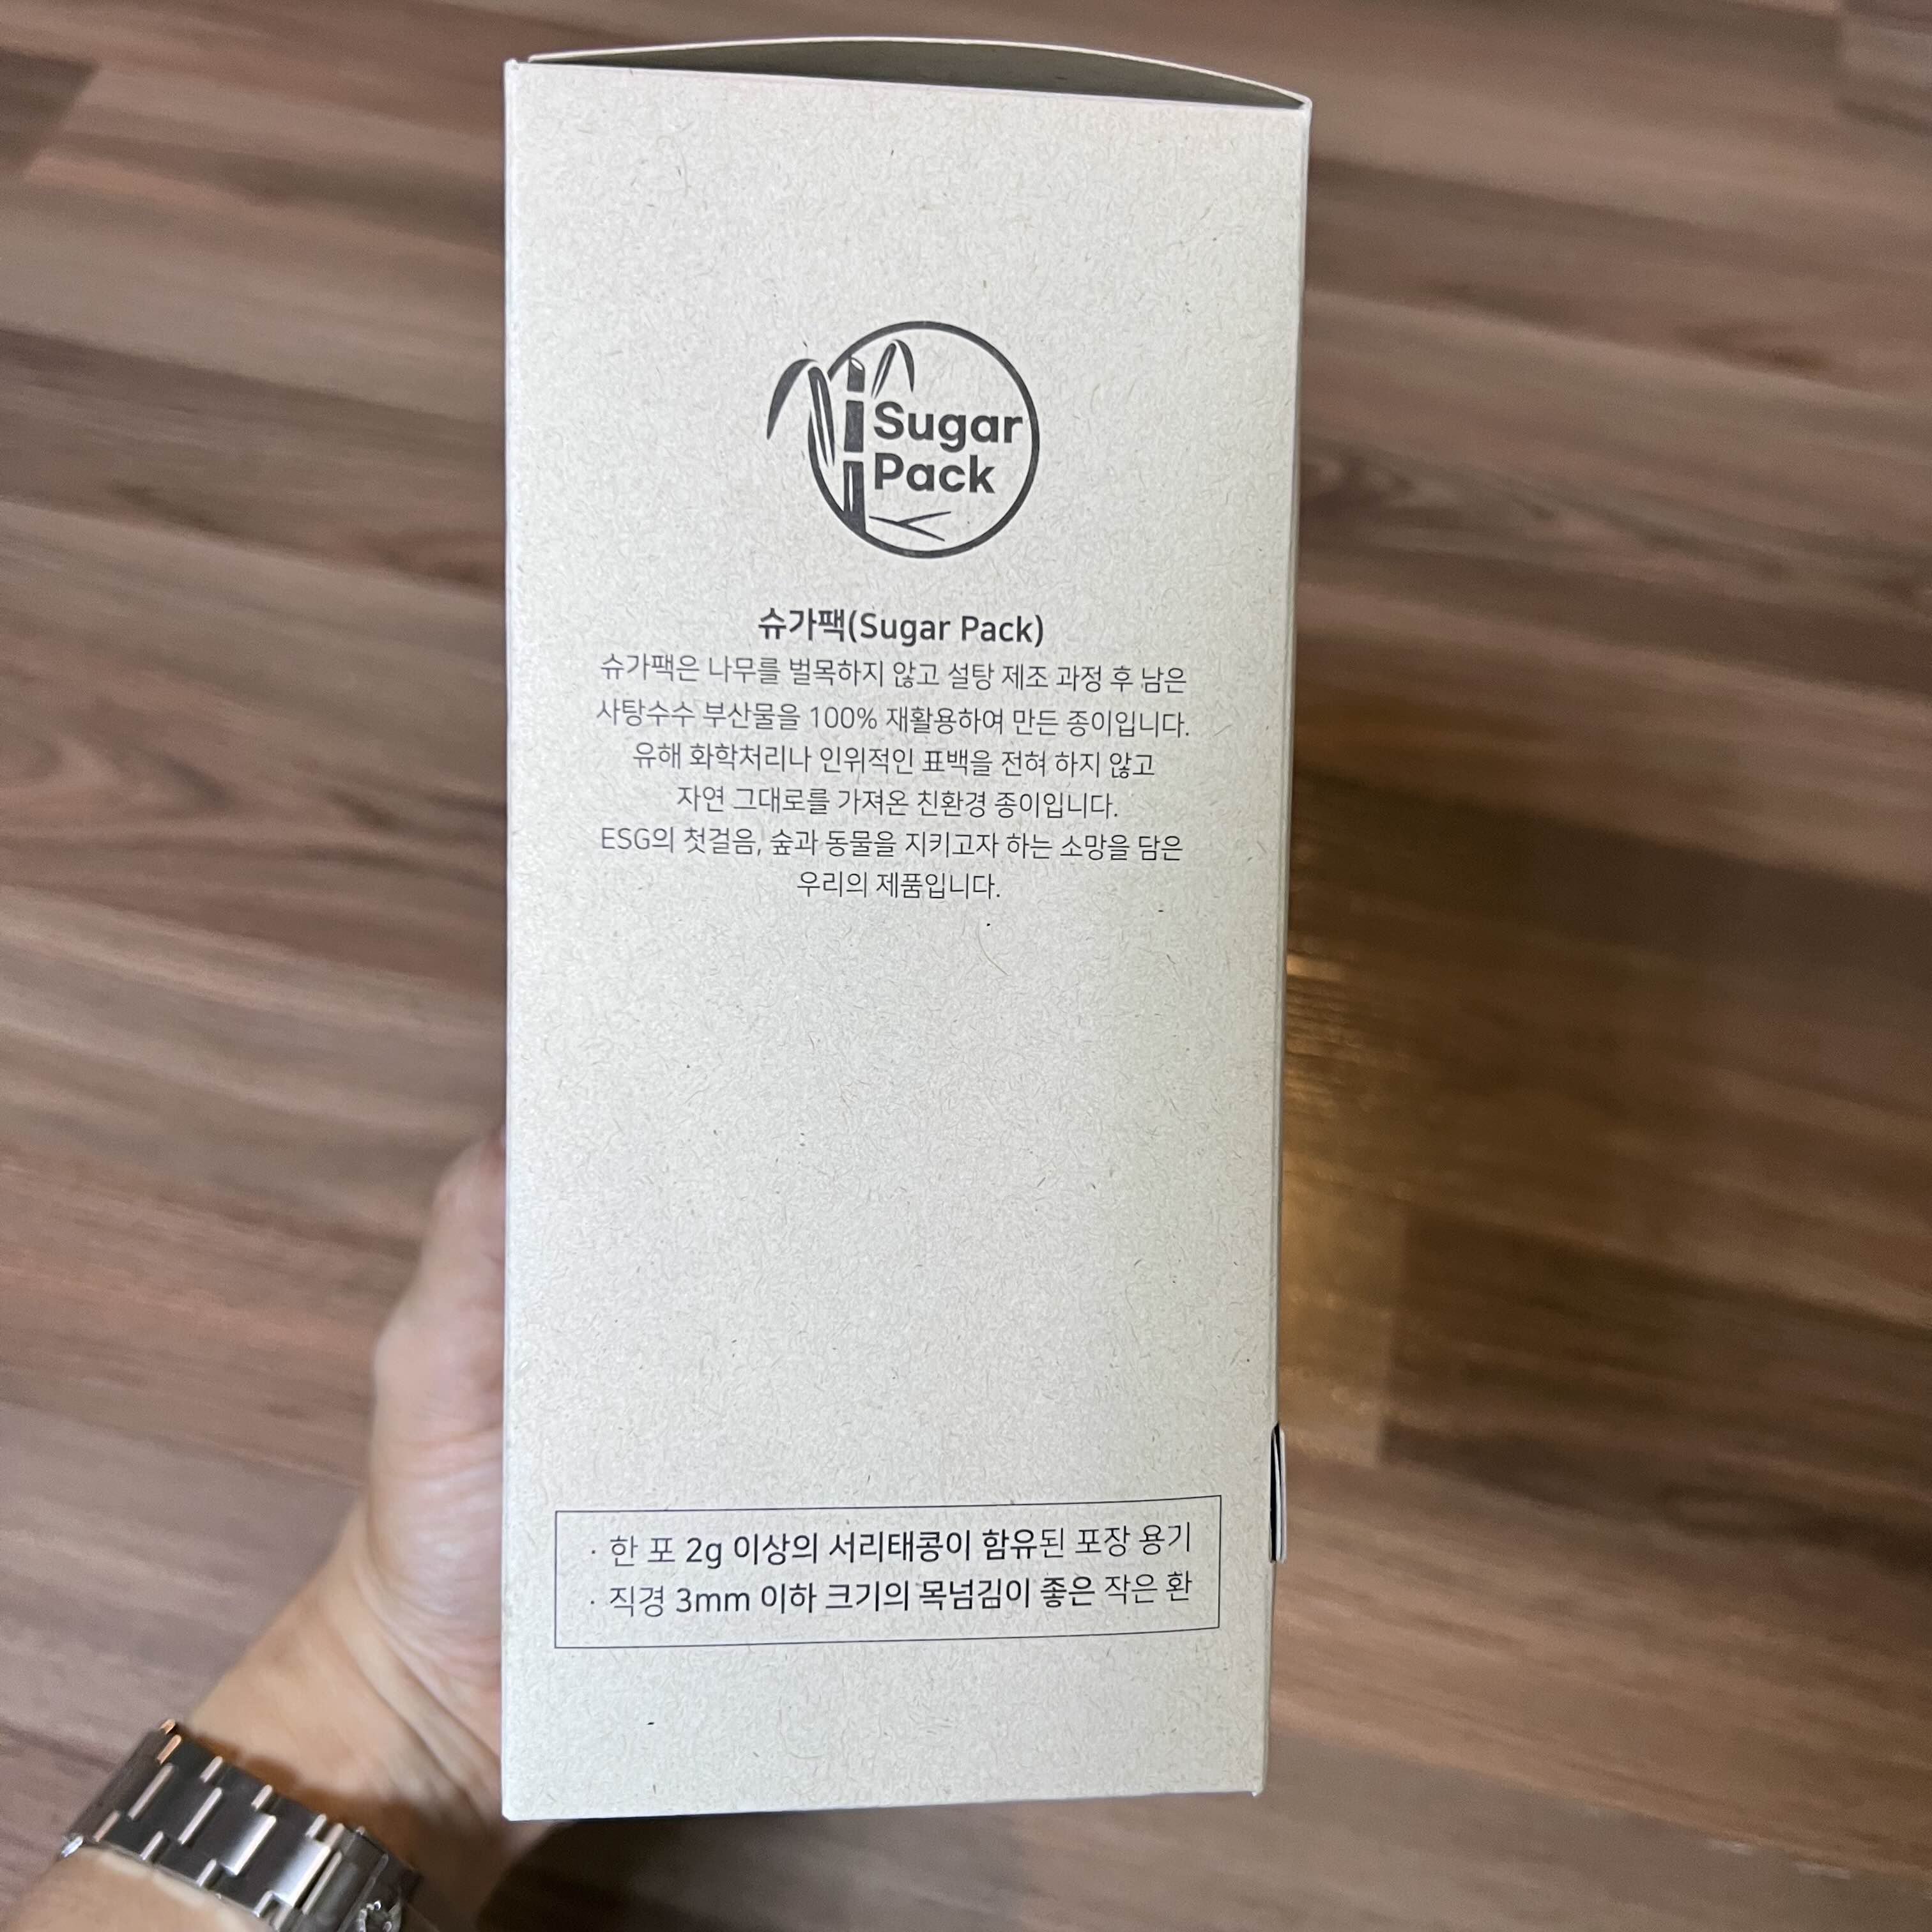 Sugar
Pack
슈가팩(Sugar Pack)
슈가팩은 나무를 벌목하지 않고 설탕 제조 과정 후 남은
사탕수수 부산물을 100% 재활용하여 만든 종이입니다.
유해 화학처리나 인위적인 표백을 전혀 하지 않고
자연 그대로를 가져온 친환경 종이입니다.
ESG의 첫걸음, 숲과 동물을 지키고자 하는 소망을 담은
우리의 제품입니다.
· 한 포 2g 이상의 서리태콩이 함유된 포장 용기
· 직경 3mm 이하 크기의 목넘김이 좋은 작은 환